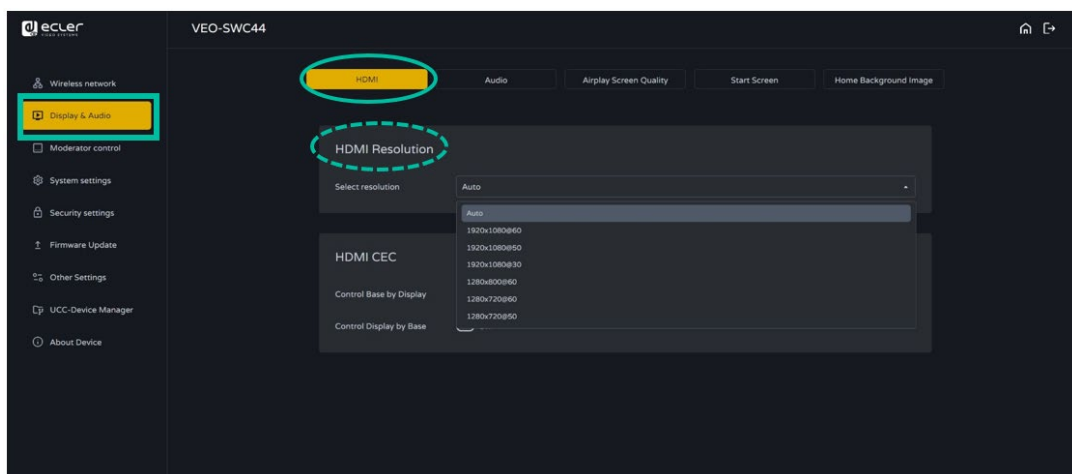 ecler
VEO-SWC44
Wireless network
Display & Audio
Moderator control
System settings
Security settings
Firmware Update
Other Settings
UCC-Device Manager
About Device
HDMI
Audio
Airplay Screen Quality
Start Screen
Home Background Image
HDMI Resolution
Select resolution
Auto
Auto
1920x1080@60
1920x1080@50
1920x1080@30
1280x800@60
1280x720@60
1280x720@50
HDMI CEC
Control Base by Display
Control Display by Base